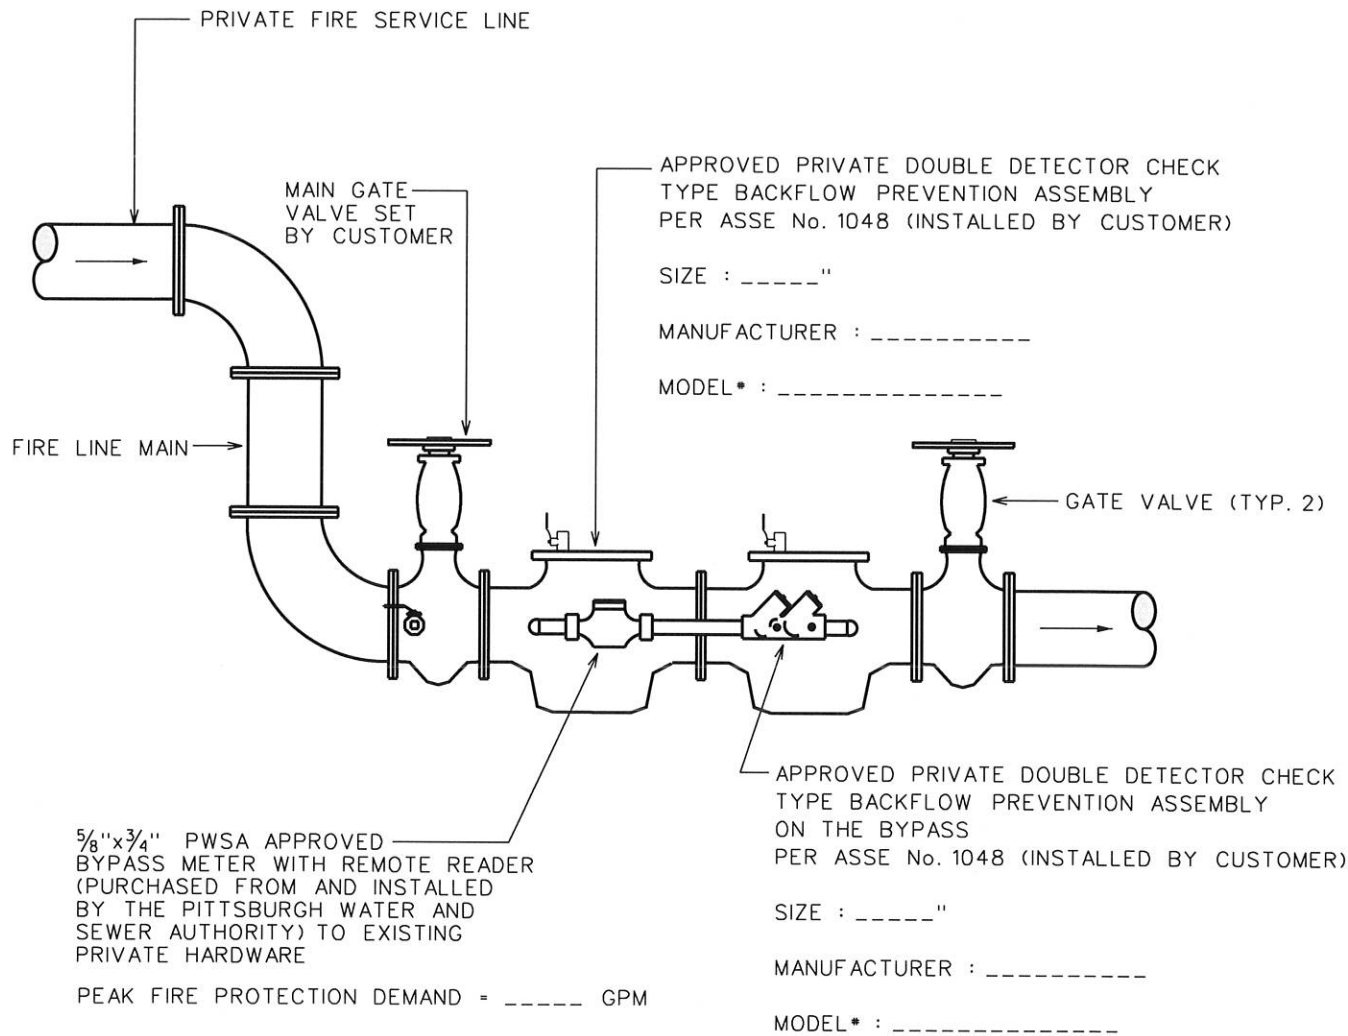 PRIVATE FIRE SERVICE LINE
MAIN GATE
VALVE SET
BY CUSTOMER
APPROVED PRIVATE DOUBLE DETECTOR CHECK
TYPE BACKFLOW PREVENTION ASSEMBLY
PER ASSE No. 1048 (INSTALLED BY CUSTOMER)
SIZE : _____"
MANUFACTURER : __________
MODEL* : ______________
FIRE LINE MAIN
GATE VALVE (TYP. 2)
⅝"x¾" PWSA APPROVED
BYPASS METER WITH REMOTE READER
(PURCHASED FROM AND INSTALLED
BY THE PITTSBURGH WATER AND
SEWER AUTHORITY) TO EXISTING
PRIVATE HARDWARE
PEAK FIRE PROTECTION DEMAND = _____ GPM
APPROVED PRIVATE DOUBLE DETECTOR CHECK
TYPE BACKFLOW PREVENTION ASSEMBLY
ON THE BYPASS
PER ASSE No. 1048 (INSTALLED BY CUSTOMER)
SIZE : _____"
MANUFACTURER : __________
MODEL* : ______________